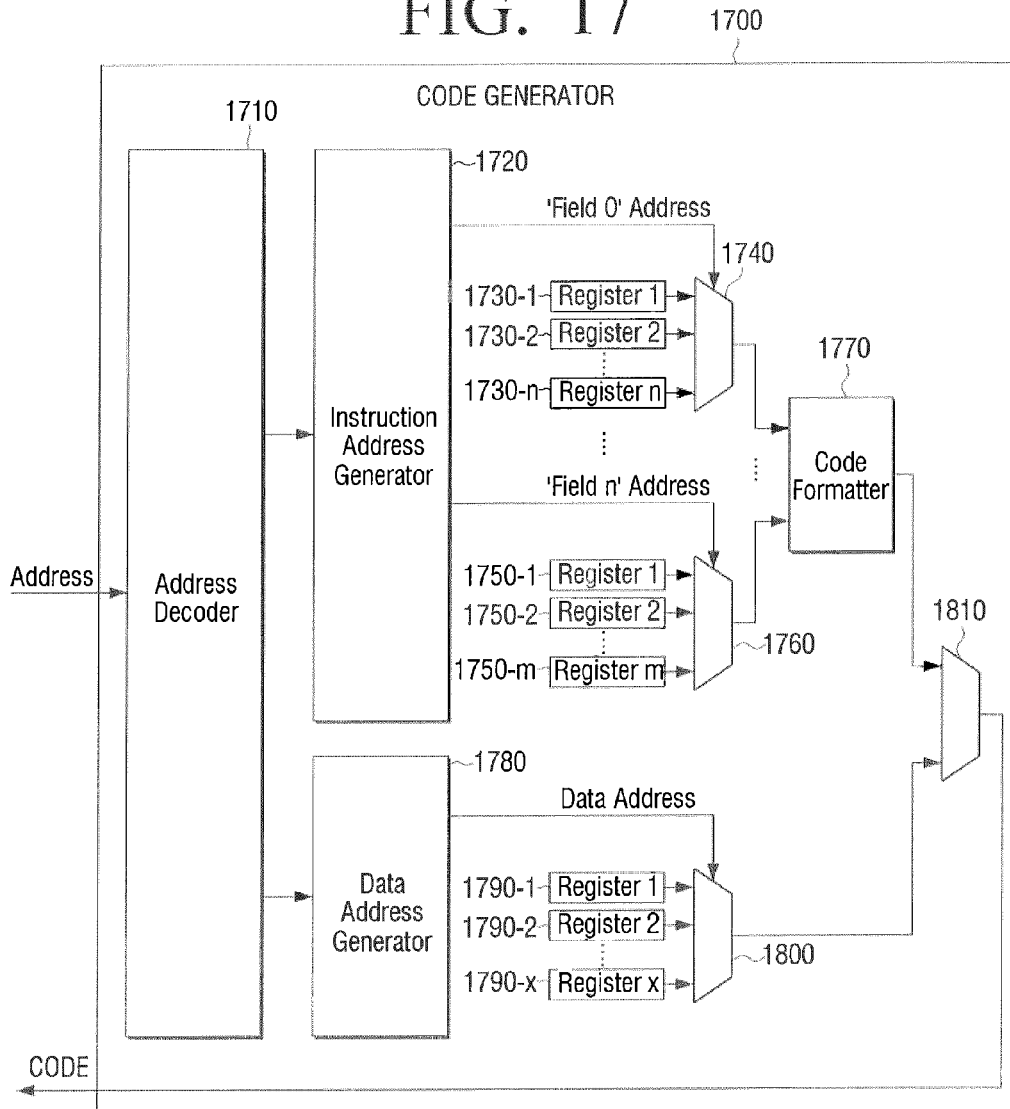 FIG. 17
1700
CODE GENERATOR
1710
1720
'Field 0' Address
1740
1730-1 Register 1
1730-2 Register 2
1730-n Register n
1770
Instruction
Address
Generator
Code
Formatter
'Field n' Address
Address
Address
Decoder
1750-1 Register 1
1750-2 Register 2
1750-m Register m
1760
1810
1780
Data Address
Data
Address
Generator
1790-1 Register 1
1790-2 Register 2
1790-x Register x
1800
CODE